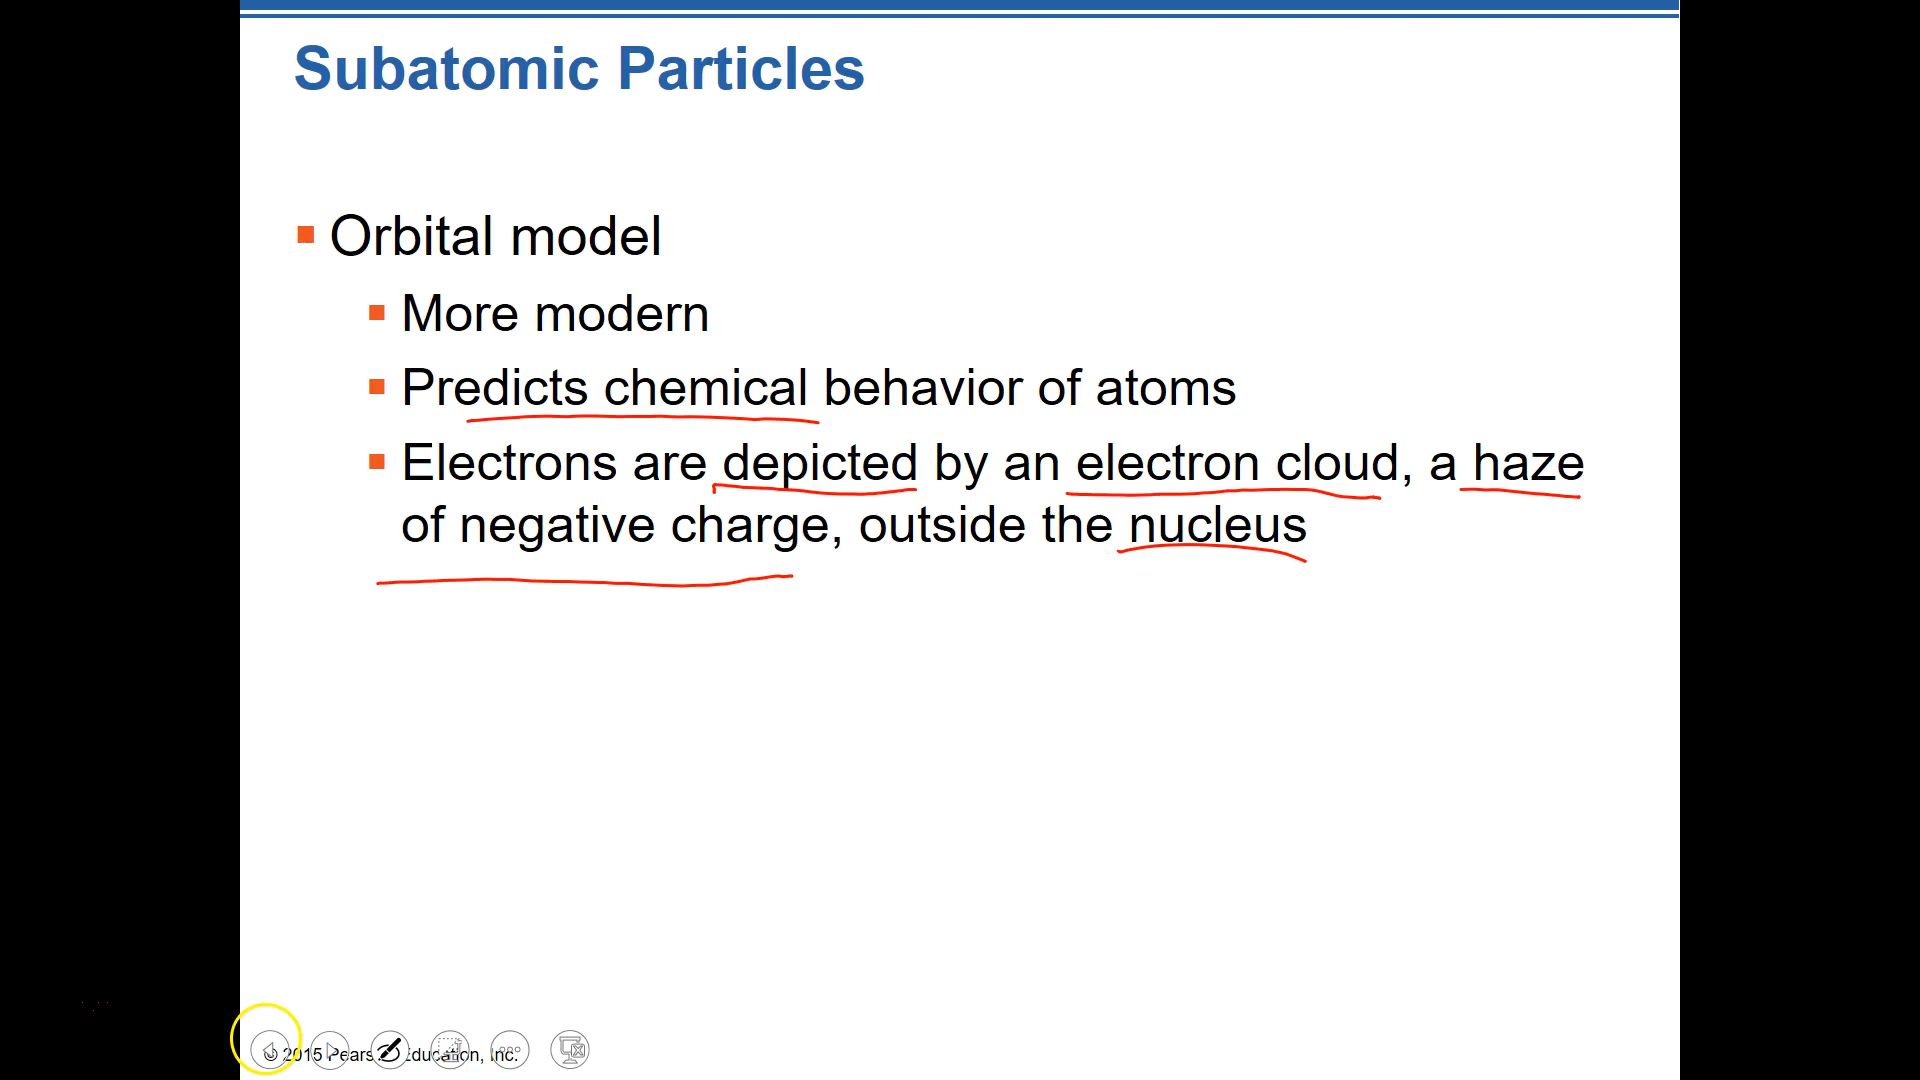 Subatomic Particles
Orbital model
More modern
Predicts chemical behavior of atoms
Electrons are depicted by an electron cloud, a haze
of negative charge, outside the nucleus
© 2015 Pearson Education, Inc.